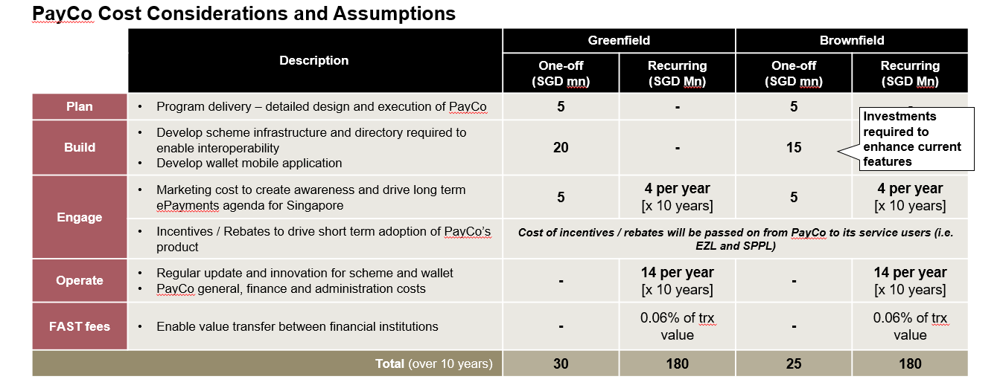 PayCo Cost Considerations and Assumptions
Description
Greenfield
Brownfield
One-off
(SGD mn)
Recurring
(SGD Mn)
One-off
(SGD mn)
Recurring
(SGD Mn)
Plan
• Program delivery – detailed design and execution of PayCo
5
-
5
-
Build
• Develop scheme infrastructure and directory required to
enable interoperability
• Develop wallet mobile application
20
-
15
Investments
required to
enhance current
features
Engage
• Marketing cost to create awareness and drive long term
ePayments agenda for Singapore
5
4 per year
[x 10 years]
5
4 per year
[x 10 years]
• Incentives / Rebates to drive short term adoption of PayCo's
product
Cost of incentives / rebates will be passed on from PayCo to its service users (i.e.
EZL and SPPL)
Operate
• Regular update and innovation for scheme and wallet
• PayCo general, finance and administration costs
-
14 per year
[x 10 years]
-
14 per year
[x 10 years]
FAST fees
• Enable value transfer between financial institutions
-
0.06% of trx
value
-
0.06% of trx
value
Total (over 10 years)
30
180
25
180